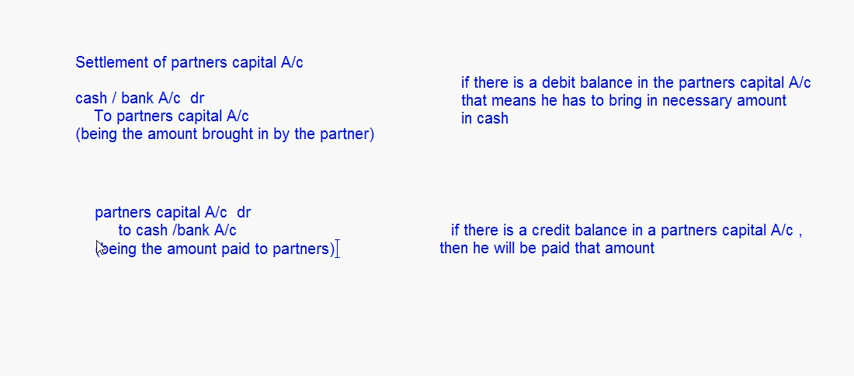 Settlement of partners capital A/c
if there is a debit balance in the partners capital A/c
that means he has to bring in necessary amount
in cash
cash / bank A/c dr
To partners capital A/c
(being the amount brought in by the partner)
partners capital A/c dr
to cash /bank A/c
(being the amount paid to partners)
if there is a credit balance in a partners capital A/c ,
then he will be paid that amount